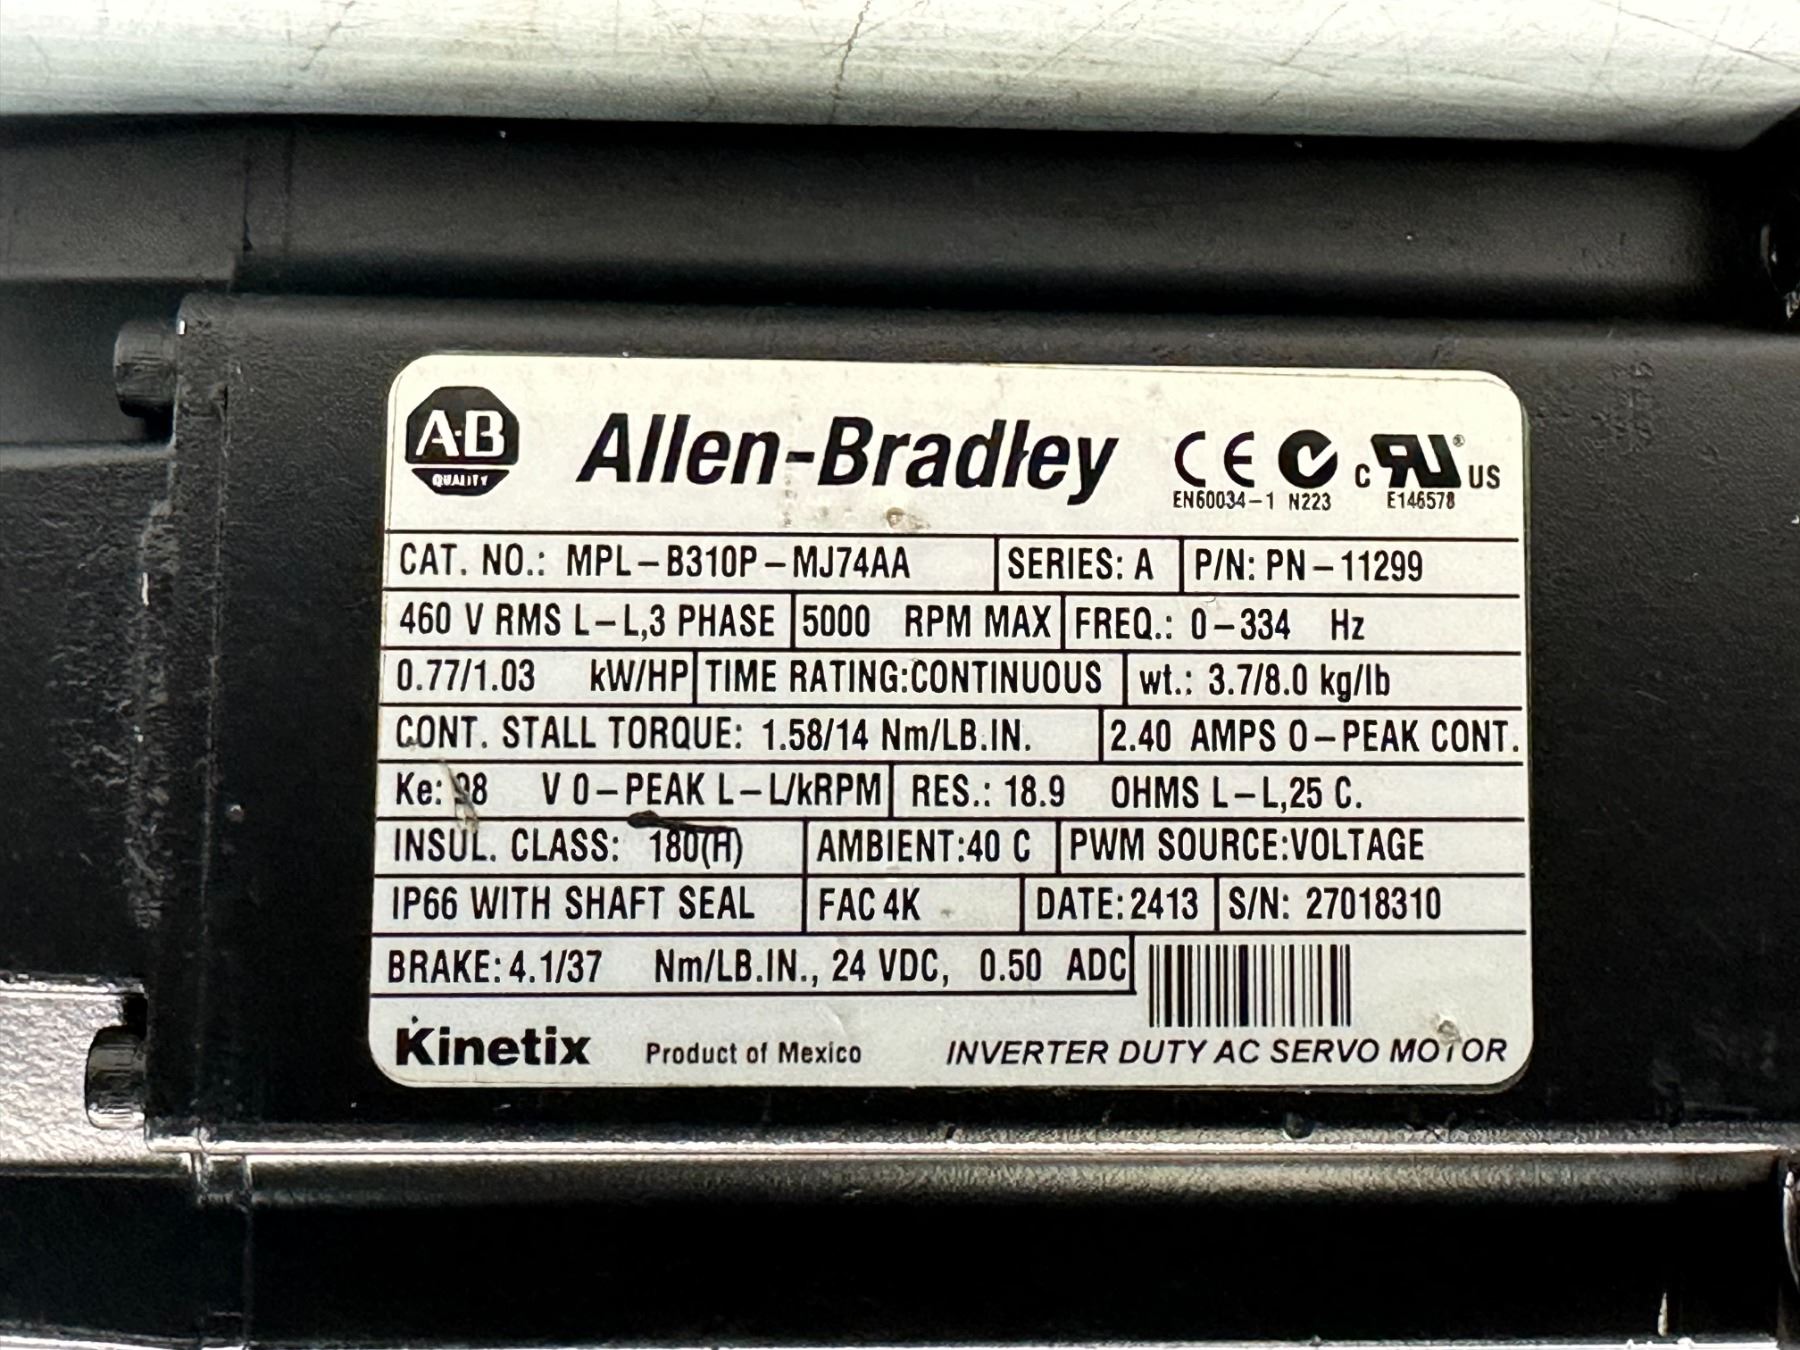 A-B Allen-Bradley CE c RU® US
QUALITY EN60034-1 N223 E146578
CAT. NO.: MPL-B310P-MJ74AA SERIES: A P/N: PN-11299
460 V RMS L-L,3 PHASE 5000 RPM MAX FREQ.: 0-334 Hz
0.77/1.03 kW/HP TIME RATING:CONTINUOUS wt.: 3.7/8.0 kg/lb
CONT. STALL TORQUE: 1.58/14 Nm/LB.IN. 2.40 AMPS 0-PEAK CONT.
Ke: 98 V 0-PEAK L-L/kRPM RES.: 18.9 OHMS L-L,25 C.
INSUL. CLASS: 180(H) AMBIENT:40 C PWM SOURCE:VOLTAGE
IP66 WITH SHAFT SEAL FAC 4K DATE: 2413 S/N: 27018310
BRAKE: 4.1/37 Nm/LB.IN., 24 VDC, 0.50 ADC
Kinetix Product of Mexico INVERTER DUTY AC SERVO MOTOR